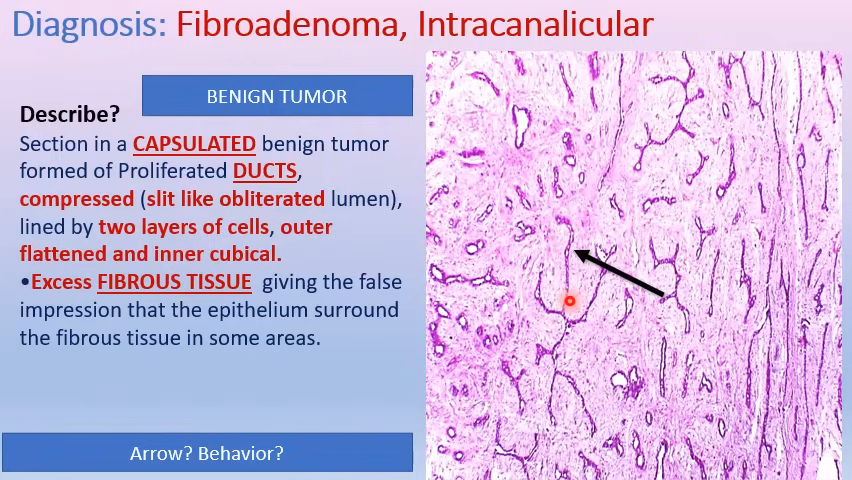 Diagnosis: Fibroadenoma, Intracanalicular
BENIGN TUMOR
Describe?
Section in a CAPSULATED benign tumor
formed of Proliferated DUCTS,
compressed (slit like obliterated lumen),
lined by two layers of cells, outer
flattened and inner cubical.
•Excess FIBROUS TISSUE giving the false
impression that the epithelium surround
the fibrous tissue in some areas.
Arrow? Behavior?